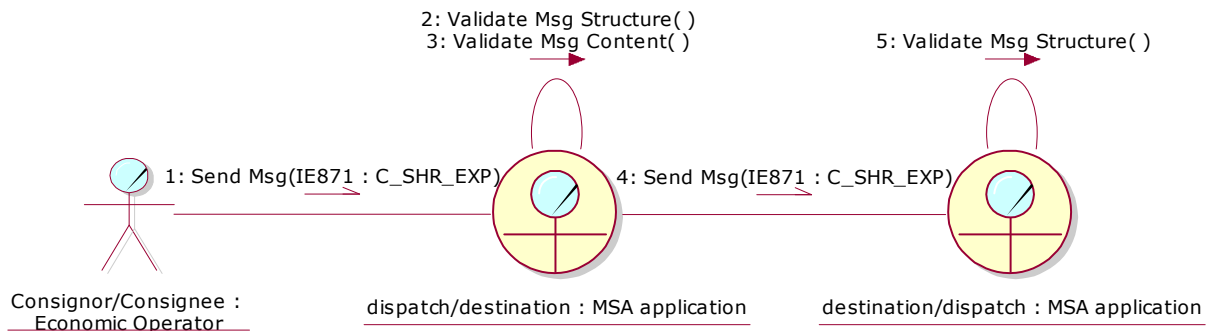 2: Validate Msg Structure( )
3: Validate Msg Content( )
5: Validate Msg Structure( )
1: Send Msg(IE871 : C_SHR_EXP)
4: Send Msg(IE871 : C_SHR_EXP)
Consignor/Consignee :
Economic Operator
dispatch/destination : MSA application
destination/dispatch : MSA application